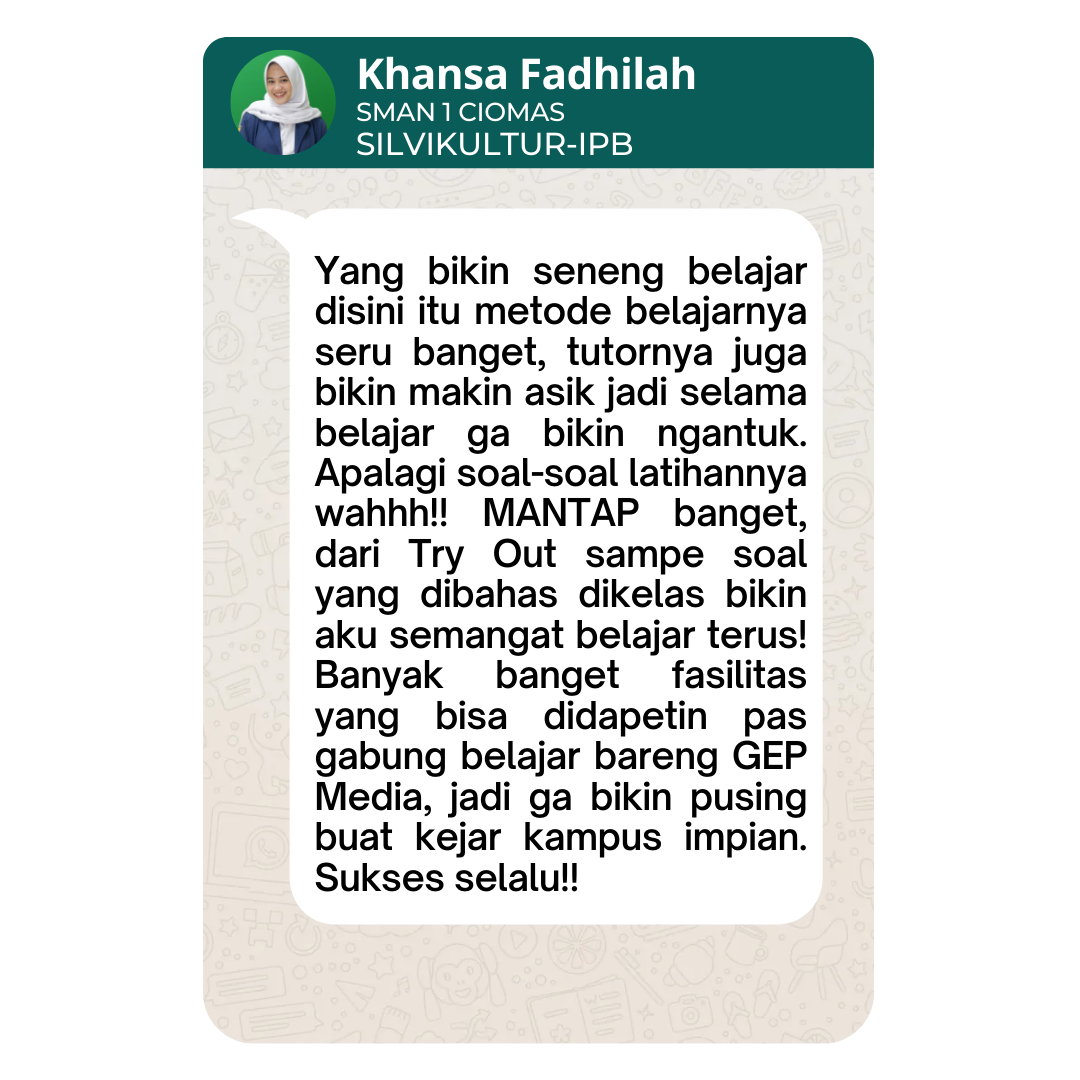 Khansa Fadhilah
SMAN 1 CIOMAS
SILVIKULTUR-IPB
Yang bikin seneng belajar
disini itu metode belajarnya
seru banget, tutornya juga
bikin makin asik jadi selama
belajar ga bikin ngantuk.
Apalagi soal-soal latihannya
wahhh!! MANTAP banget,
dari Try Out sampe soal
yang dibahas dikelas bikin
aku semangat belajar terus!
Banyak banget fasilitas
yang bisa didapetin pas
gabung belajar bareng GEP
Media, jadi ga bikin pusing
buat kejar kampus impian.
Sukses selalu!!